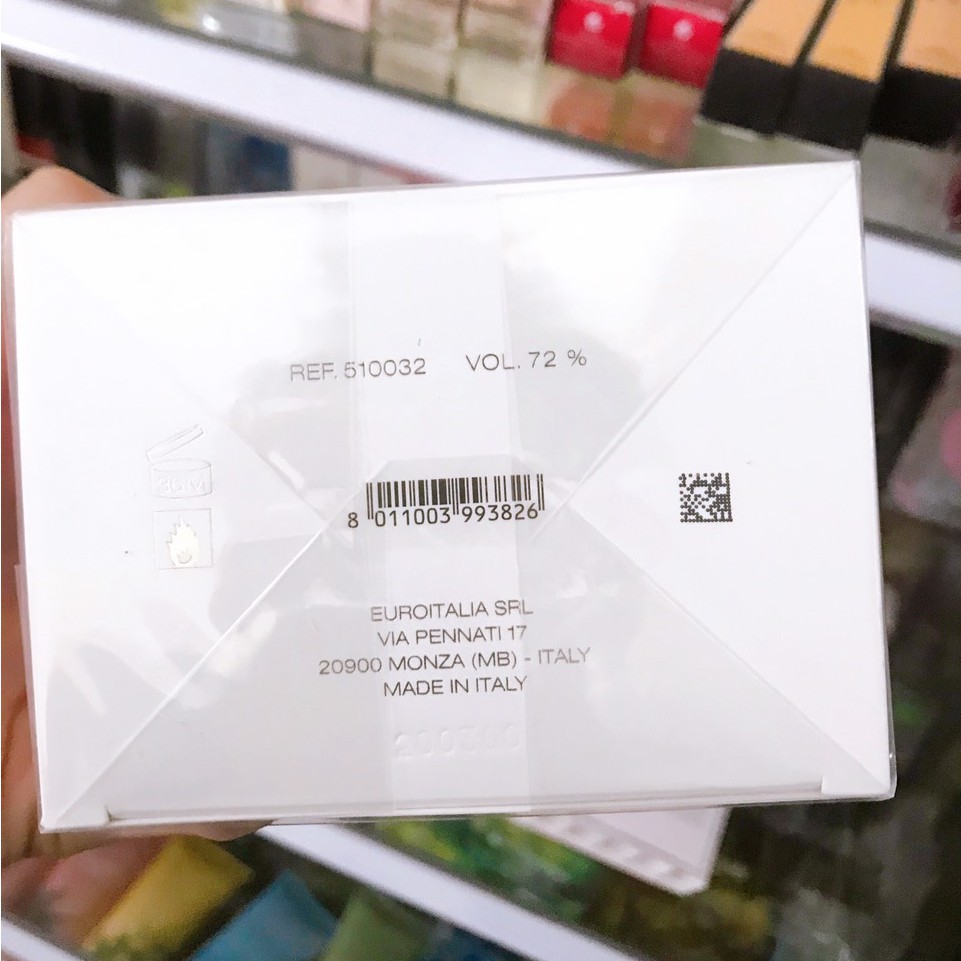 REF. 510032 VOL. 72 %
36M
8 011003 993826
EUROITALIA SRL
VIA PENNATI 17
20900 MONZA (MB) - ITALY
MADE IN ITALY